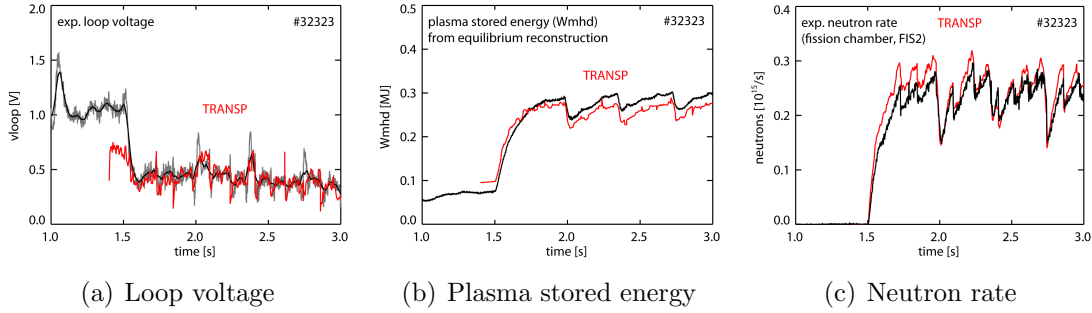 exp. loop voltage #32323
TRANSP
vloop [V]
2.0
1.5
1.0
0.5
0.0
1.0 1.5 2.0 2.5 3.0
time [s]
(a) Loop voltage
plasma stored energy (Wmhd) #32323
from equilibrium reconstruction
TRANSP
Wmhd [MJ]
0.5
0.4
0.3
0.2
0.1
0.0
1.0 1.5 2.0 2.5 3.0
time [s]
(b) Plasma stored energy
exp. neutron rate TRANSP #32323
(fission chamber, FIS2)
neutrons [10¹⁵/s]
0.4
0.3
0.2
0.1
0.0
1.0 1.5 2.0 2.5 3.0
time [s]
(c) Neutron rate